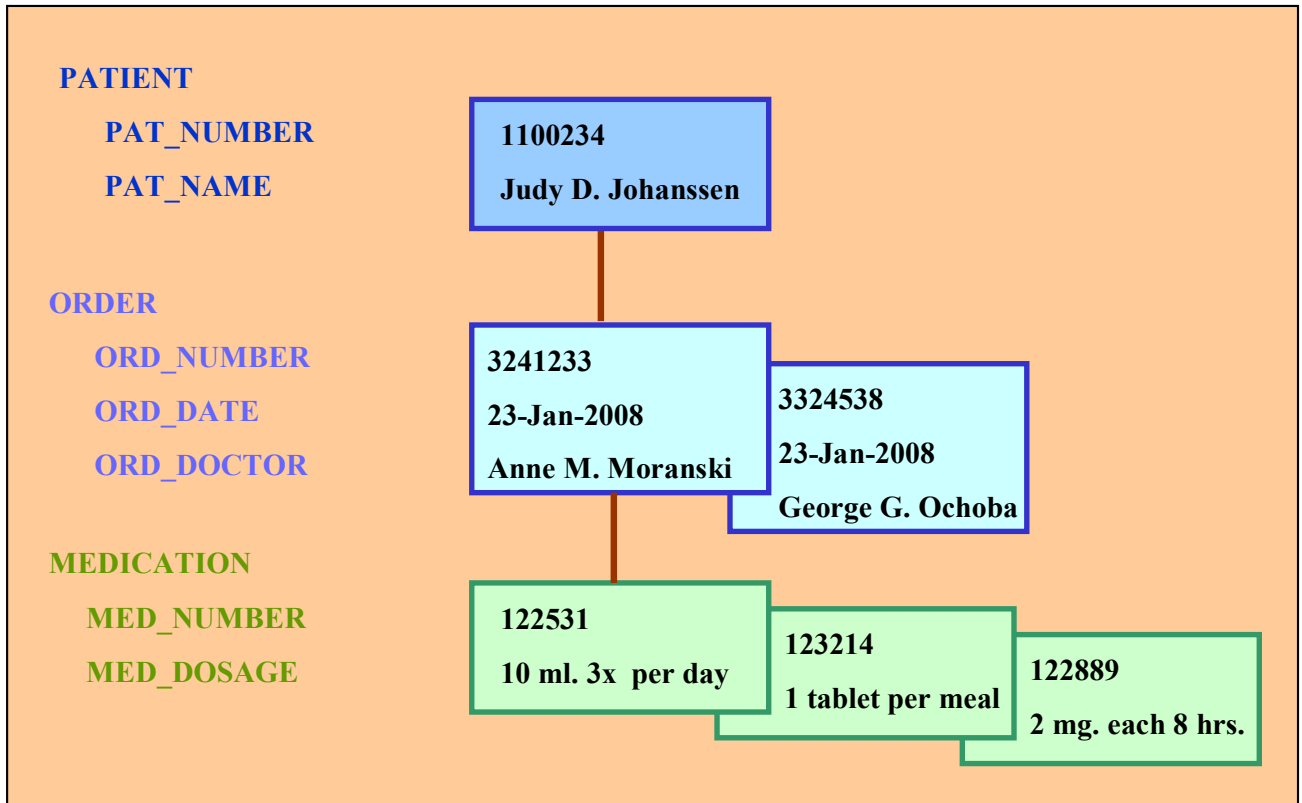 PATIENT
PAT_NUMBER
PAT_NAME
1100234
Judy D. Johanssen
ORDER
ORD_NUMBER
ORD_DATE
ORD_DOCTOR
3241233
23-Jan-2008
Anne M. Moranski
3324538
23-Jan-2008
George G. Ochoba
MEDICATION
MED_NUMBER
MED_DOSAGE
122531
10 ml. 3x per day
123214
1 tablet per meal
122889
2 mg. each 8 hrs.